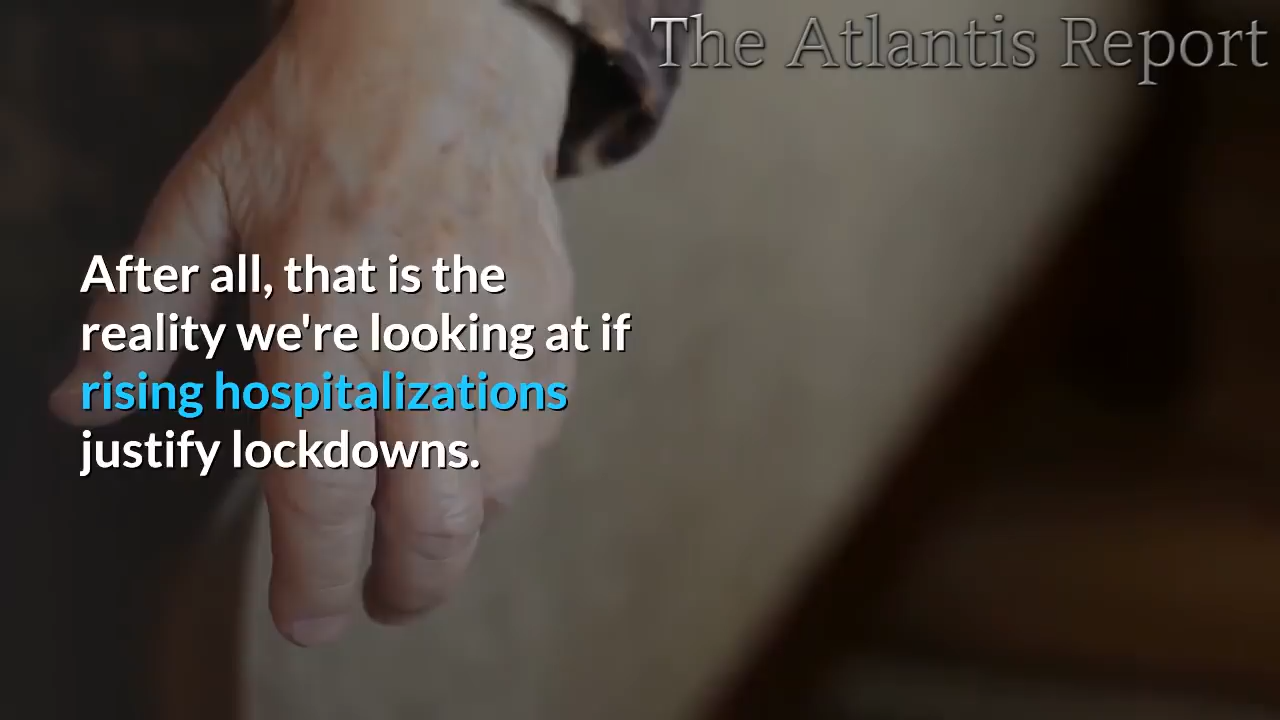 The Atlantis Report
After all, that is the
reality we're looking at if
rising hospitalizations
justify lockdowns.